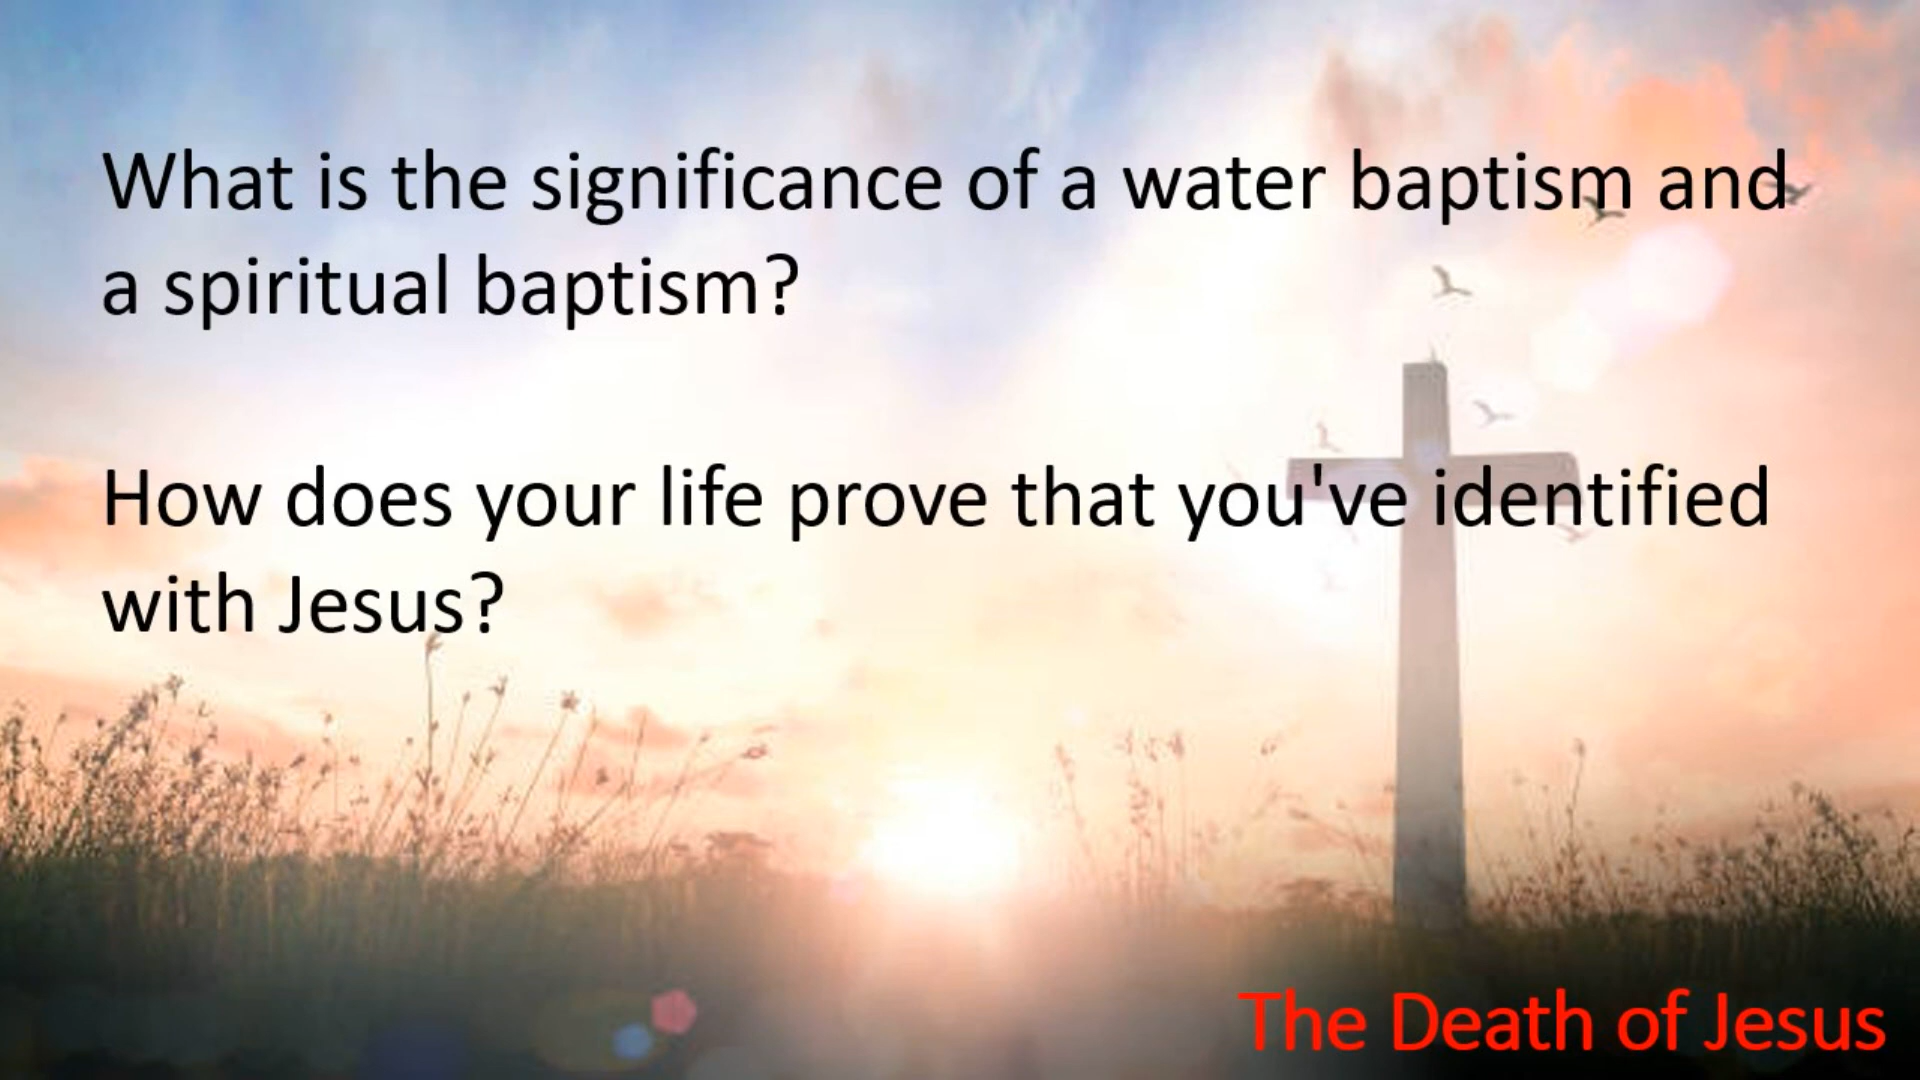 What is the significance of a water baptism and
a spiritual baptism?
How does your life prove that you've identified
with Jesus?
The Death of Jesus